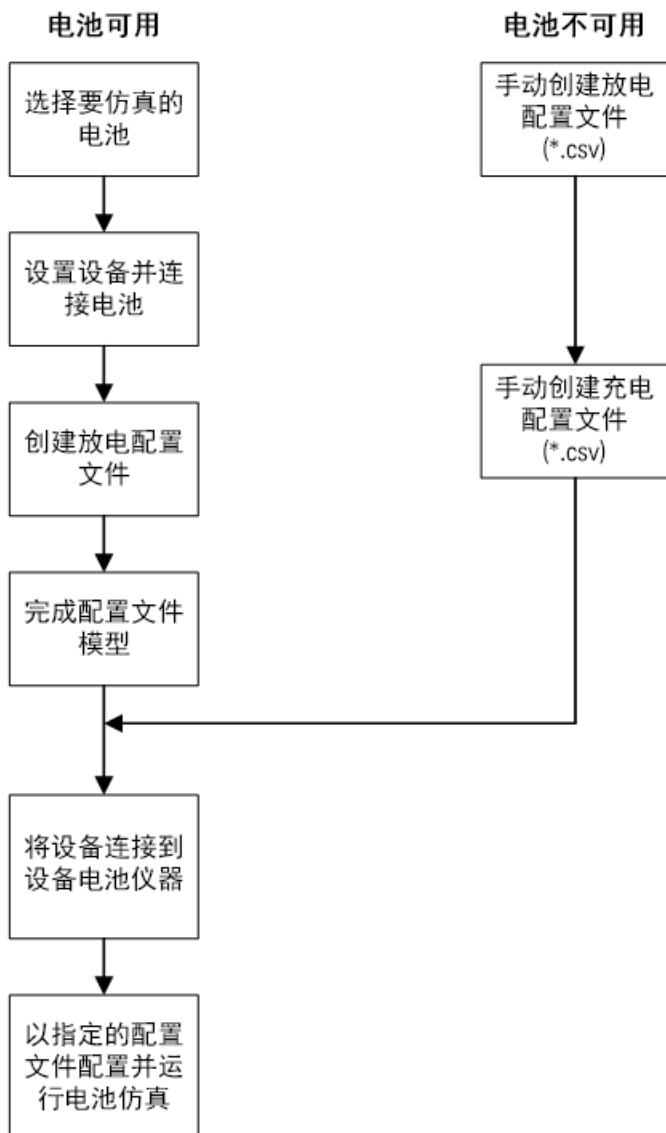 电池可用
选择要仿真的
电池
设置设备并连
接电池
创建放电配置
文件
完成配置文件
模型
将设备连接到
设备电池仪器
以指定的配置
文件配置并运
行电池仿真
电池不可用
手动创建放电
配置文件
(*.csv)
手动创建充电
配置文件
(*.csv)